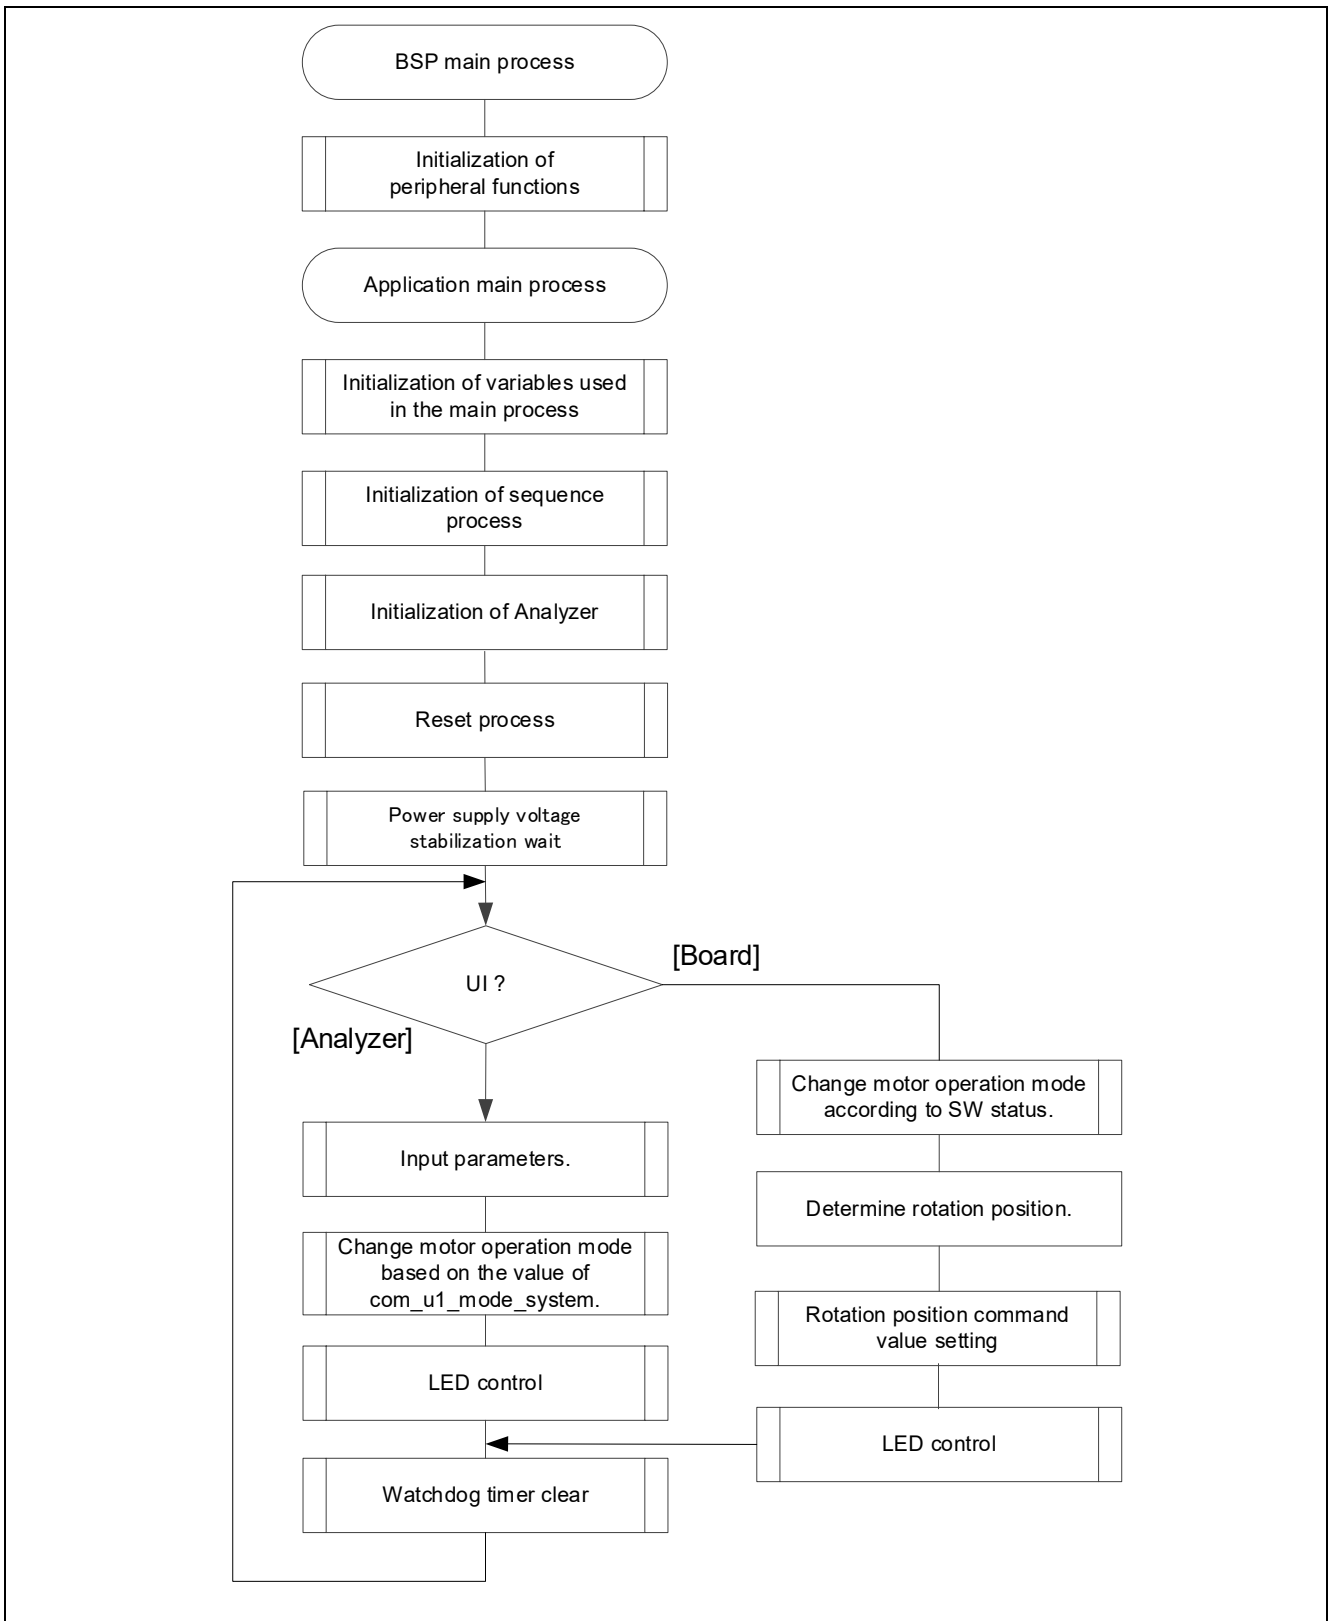 BSP main process
Initialization of
peripheral functions
Application main process
Initialization of variables used
in the main process
Initialization of sequence
process
Initialization of Analyzer
Reset process
Power supply voltage
stabilization wait
UI ?
[Board]
[Analyzer]
Input parameters.
Change motor operation mode
based on the value of
com_u1_mode_system.
LED control
Change motor operation mode
according to SW status.
Determine rotation position.
Rotation position command
value setting
LED control
Watchdog timer clear